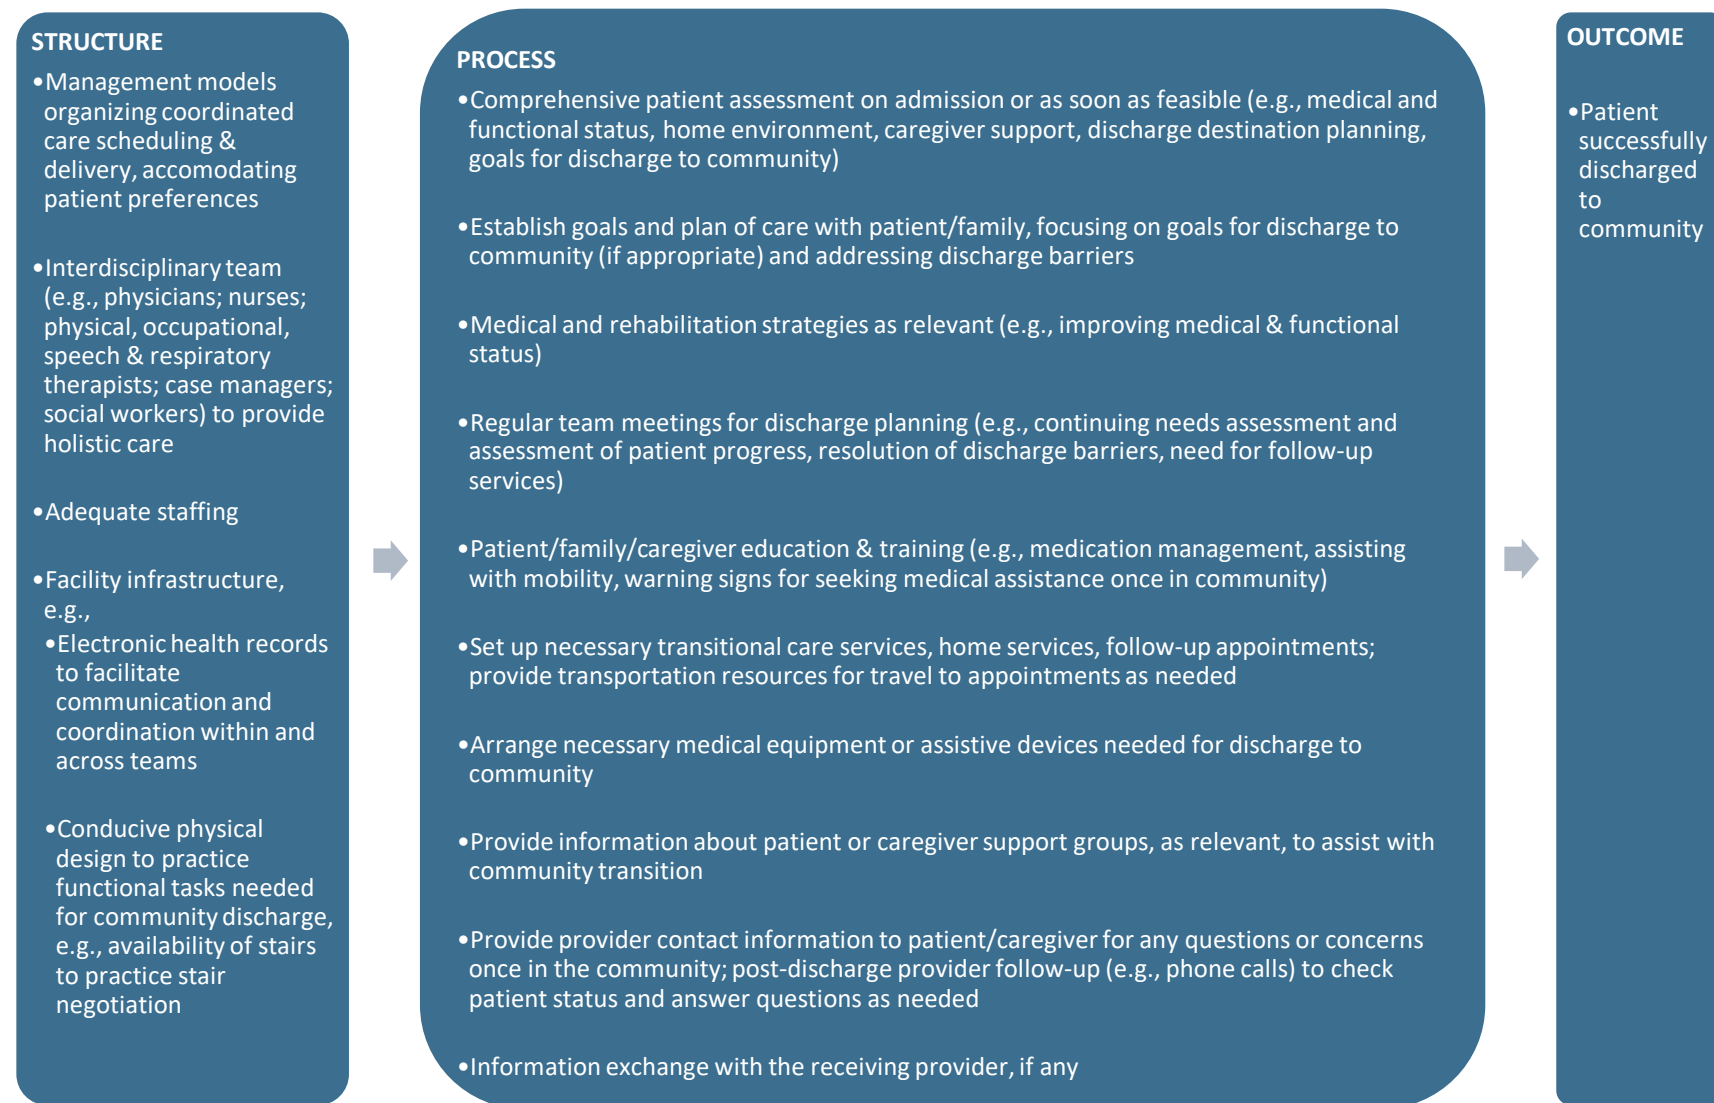 STRUCTURE
•Management models
organizing coordinated
care scheduling &
delivery, accomodating
patient preferences
•Interdisciplinary team
(e.g., physicians; nurses;
physical, occupational,
speech & respiratory
therapists; case managers;
social workers) to provide
holistic care
•Adequate staffing
•Facility infrastructure,
e.g.,
•Electronic health records
to facilitate
communication and
coordination within and
across teams
•Conducive physical
design to practice
functional tasks needed
for community discharge,
e.g., availability of stairs
to practice stair
negotiation
PROCESS
•Comprehensive patient assessment on admission or as soon as feasible (e.g., medical and
functional status, home environment, caregiver support, discharge destination planning,
goals for discharge to community)
•Establish goals and plan of care with patient/family, focusing on goals for discharge to
community (if appropriate) and addressing discharge barriers
•Medical and rehabilitation strategies as relevant (e.g., improving medical & functional
status)
•Regular team meetings for discharge planning (e.g., continuing needs assessment and
assessment of patient progress, resolution of discharge barriers, need for follow-up
services)
•Patient/family/caregiver education & training (e.g., medication management, assisting
with mobility, warning signs for seeking medical assistance once in community)
•Set up necessary transitional care services, home services, follow-up appointments;
provide transportation resources for travel to appointments as needed
•Arrange necessary medical equipment or assistive devices needed for discharge to
community
•Provide information about patient or caregiver support groups, as relevant, to assist with
community transition
•Provide provider contact information to patient/caregiver for any questions or concerns
once in the community; post-discharge provider follow-up (e.g., phone calls) to check
patient status and answer questions as needed
•Information exchange with the receiving provider, if any
OUTCOME
•Patient
successfully
discharged
to
community